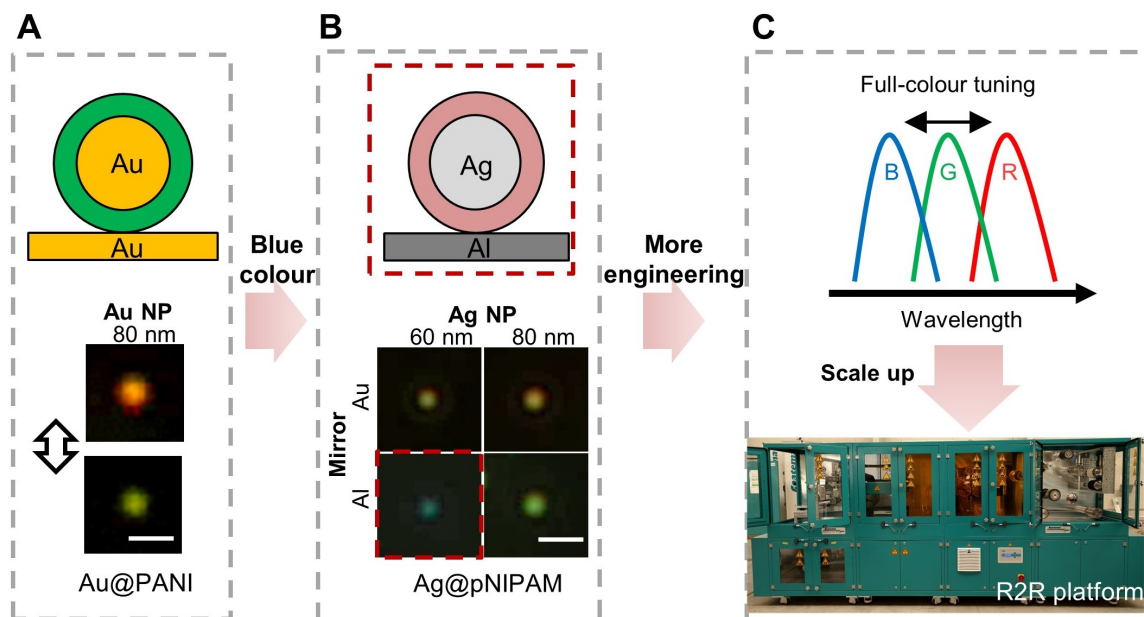 A
Au
Au
Au NP
80 nm
Au@PANI
Blue
colour
B
Ag
Al
Ag NP
60 nm 80 nm
Mirror
Au
Al
Ag@pNIPAM
More
engineering
C
Full-colour tuning
B G R
Wavelength
Scale up
R2R platform